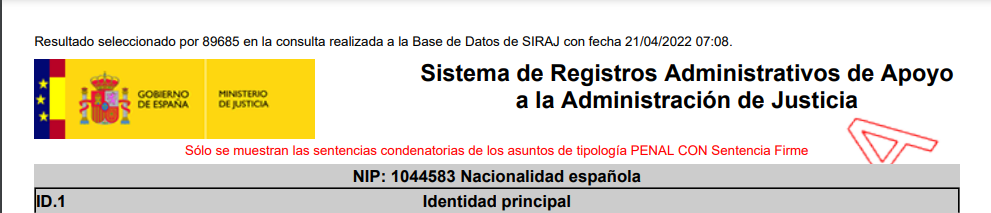 Resultado seleccionado por 89685 en la consulta realizada a la Base de Datos de SIRAJ con fecha 21/04/2022 07:08.
GOBIERNO
DE ESPAÑA
MINISTERIO
DE JUSTICIA
Sistema de Registros Administrativos de Apoyo
a la Administración de Justicia
Sólo se muestran las sentencias condenatorias de los asuntos de tipología PENAL CON Sentencia Firme
NIP: 1044583 Nacionalidad española
ID.1 Identidad principal